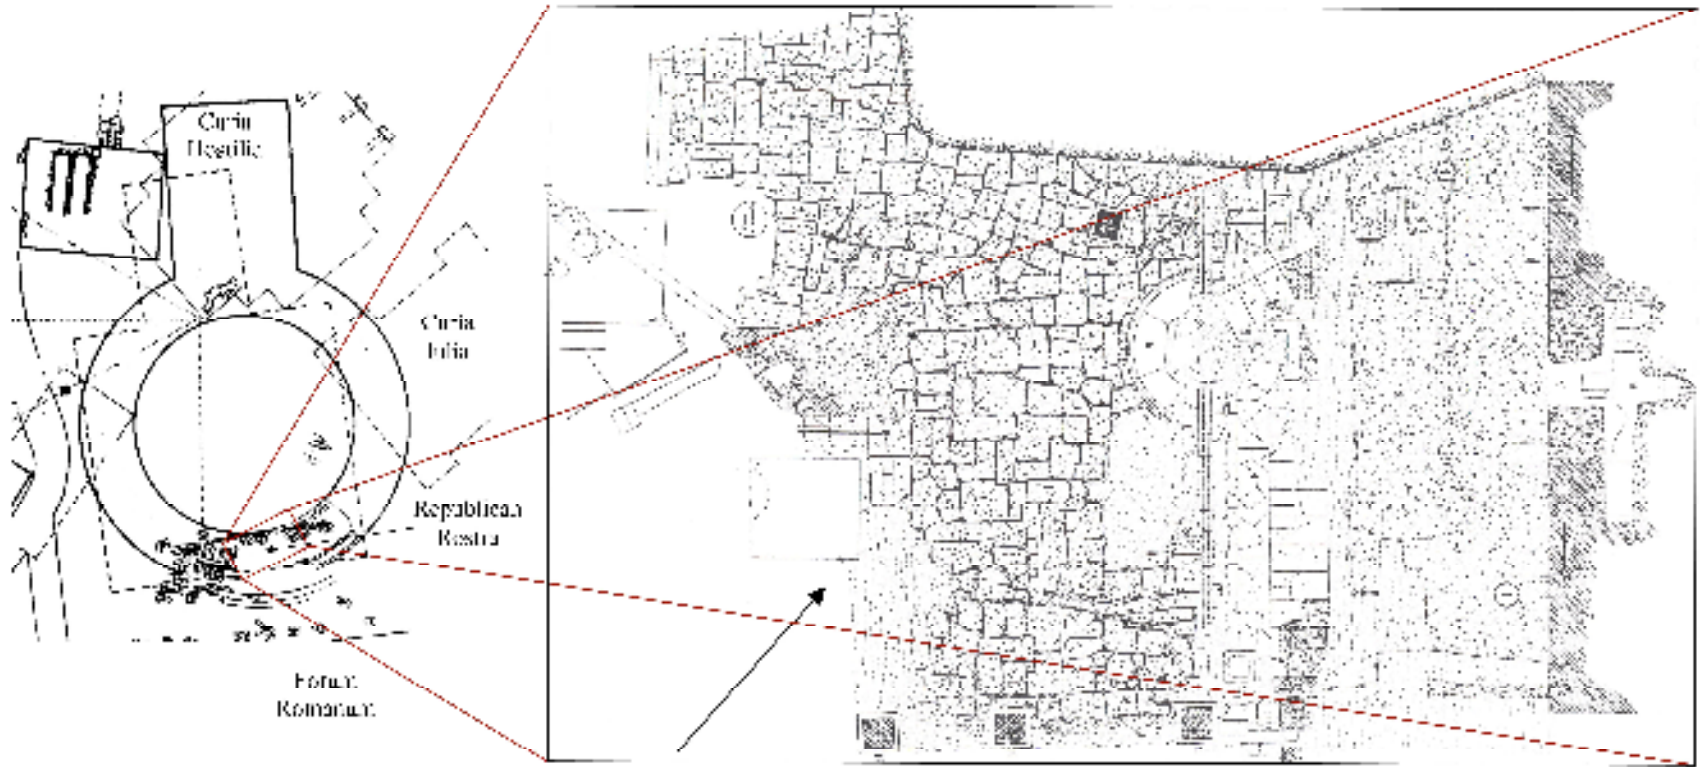 Curia
Hostilia
Curia
Iulia
Republican
Rostra
Forum
Romanum